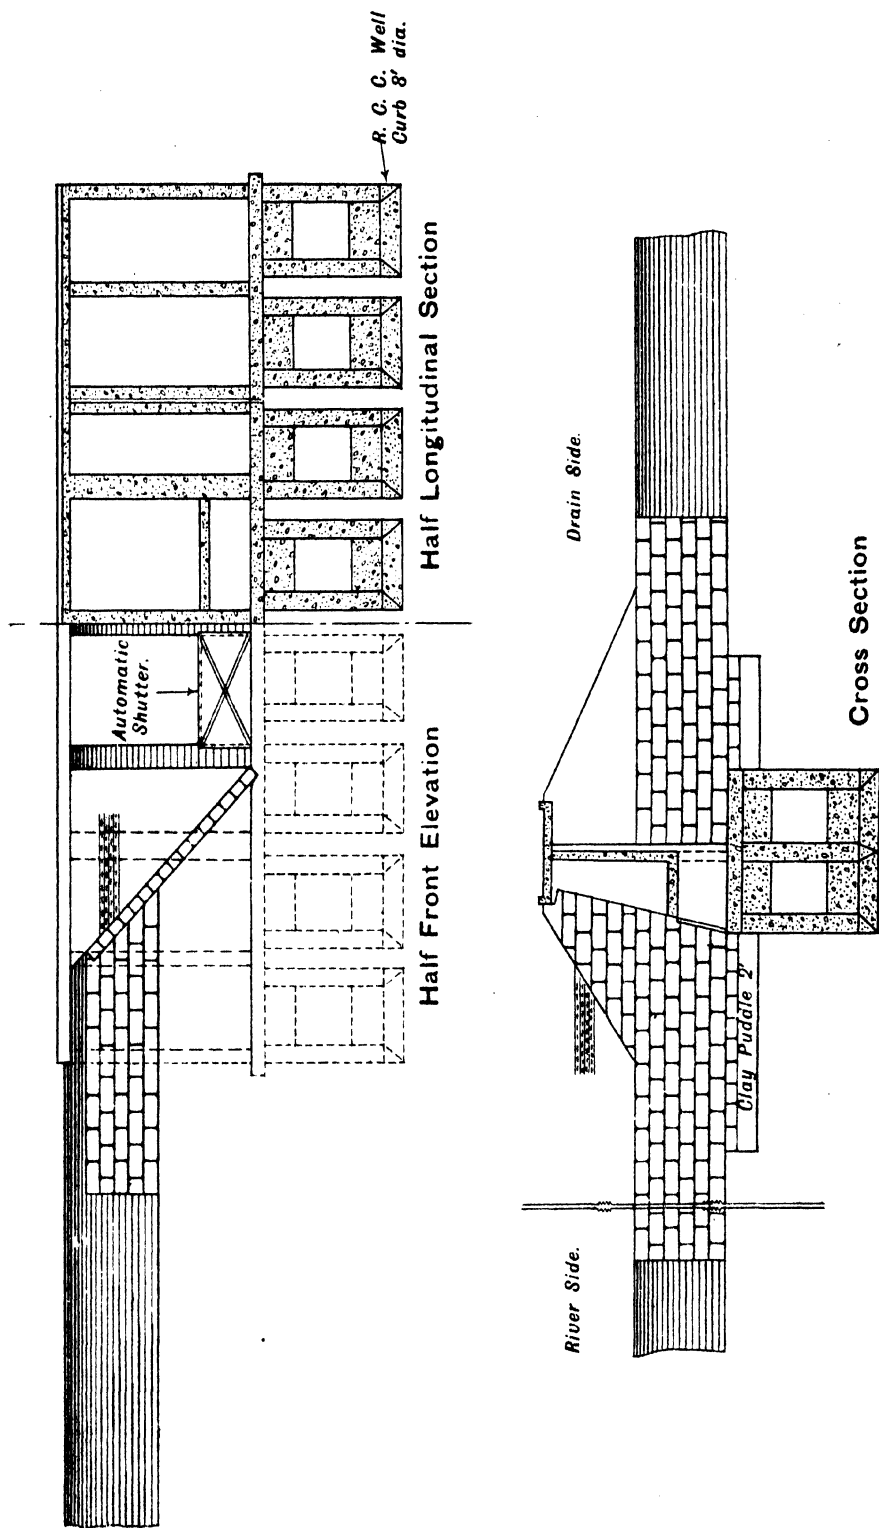 R. C. C. Well
Curb 8' dia.
Automatic
Shutter.
Half Front Elevation
Half Longitudinal Section
River Side.
Drain Side.
Clay Puddle 2'
Cross Section